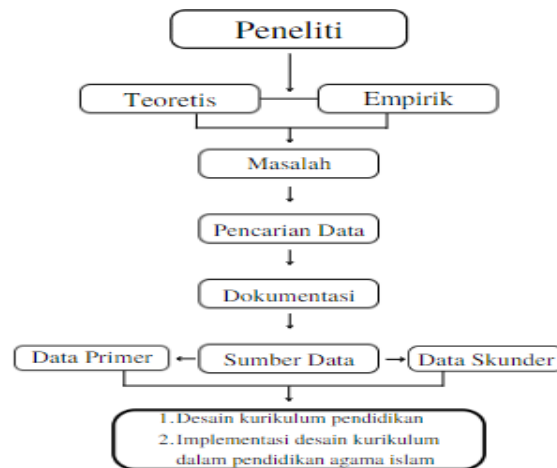 Peneliti
Teoretis
Empirik
Masalah
Pencarian Data
Dokumentasi
Data Primer
Sumber Data
Data Skunder
1.Desain kurikulum pendidikan
2.Implementasi desain kurikulum
dalam pendidikan agama islam